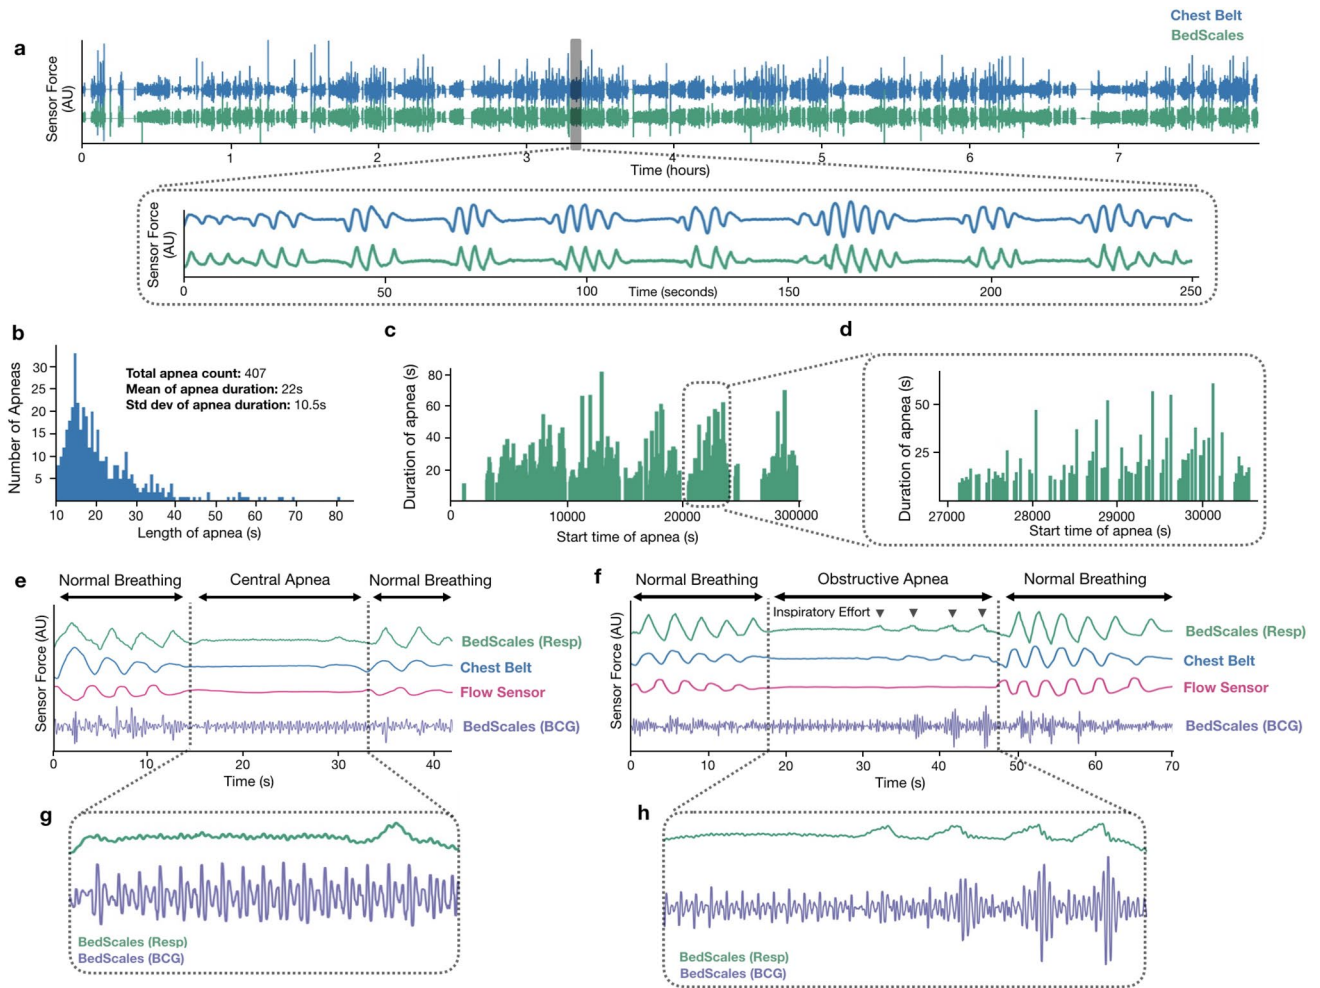 Chest Belt
BedScales
a
Sensor Force
(AU)
0 1 2 3 4 5 6 7
Time (hours)
Sensor Force
(AU)
0 50 100 150 200 250
Time (seconds)
b
Number of Apneas
30
25
20
15
10
5
Total apnea count: 407
Mean of apnea duration: 22s
Std dev of apnea duration: 10.5s
10 20 30 40 50 60 70 80
Length of apnea (s)
c
Duration of apnea (s)
80
60
40
20
0 10000 20000 300000
Start time of apnea (s)
d
Duration of apnea (s)
50
25
27000 28000 29000 30000
Start time of apnea (s)
e
Normal Breathing Central Apnea Normal Breathing
Sensor Force (AU)
BedScales (Resp)
Chest Belt
Flow Sensor
BedScales (BCG)
0 10 20 30 40
Time (s)
f
Normal Breathing Obstructive Apnea Normal Breathing
Inspiratory Effort
Sensor Force (AU)
BedScales (Resp)
Chest Belt
Flow Sensor
BedScales (BCG)
0 10 20 30 40 50 60 70
Time (s)
g
BedScales (Resp)
BedScales (BCG)
h
BedScales (Resp)
BedScales (BCG)